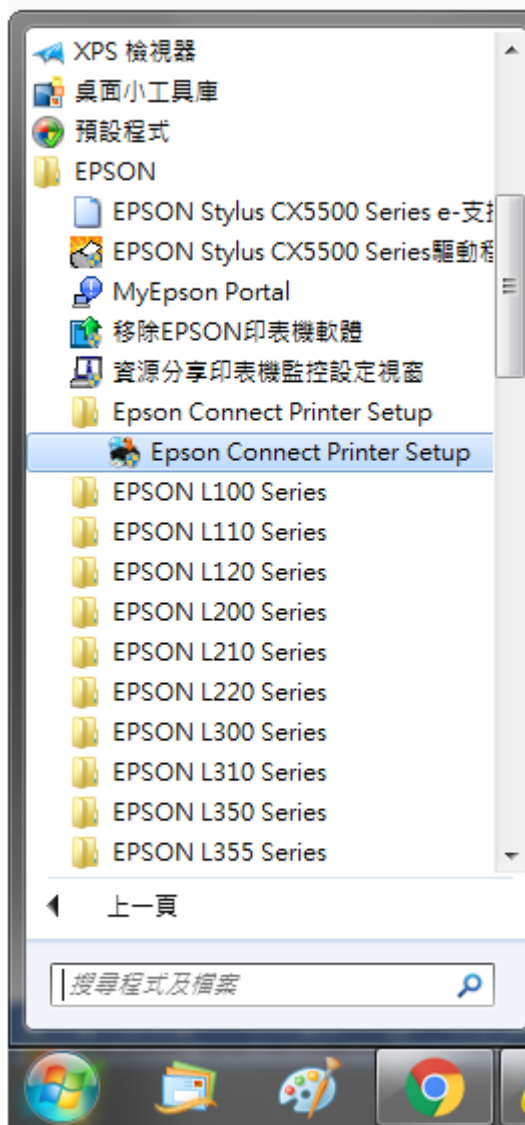 XPS 檢視器
桌面小工具庫
預設程式
EPSON
EPSON Stylus CX5500 Series e-支
EPSON Stylus CX5500 Series驅動程
MyEpson Portal
移除EPSON印表機軟體
資源分享印表機監控設定視窗
Epson Connect Printer Setup
Epson Connect Printer Setup
EPSON L100 Series
EPSON L110 Series
EPSON L120 Series
EPSON L200 Series
EPSON L210 Series
EPSON L220 Series
EPSON L300 Series
EPSON L310 Series
EPSON L350 Series
EPSON L355 Series
上一頁
搜尋程式及檔案